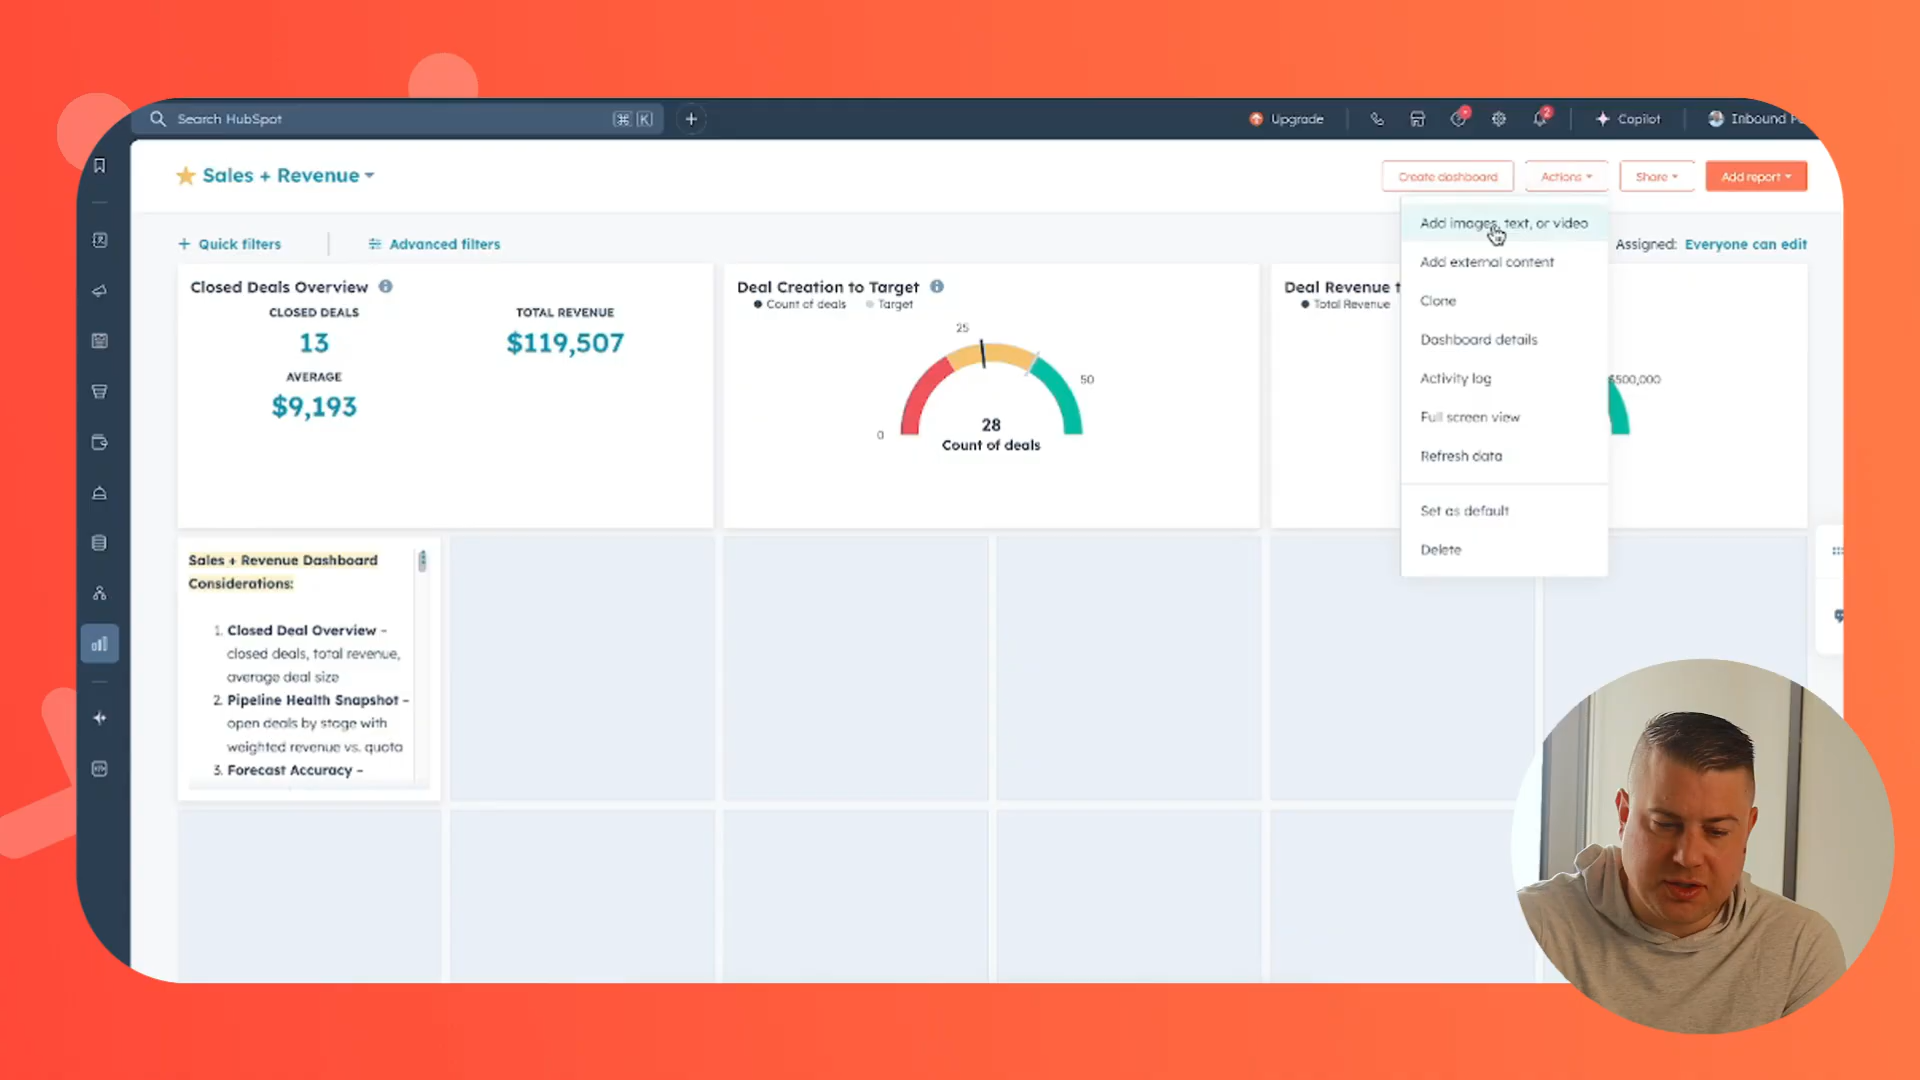 Search HubSpot
⌘ K
Upgrade
2
Copilot
Inbound
Sales + Revenue
Create dashboard
Actions
Share
Add report
Quick filters
Advanced filters
Assigned: Everyone can edit
Add images, text, or video
Add external content
Clone
Dashboard details
Activity log
Full screen view
Refresh data
Set as default
Delete
Closed Deals Overview
CLOSED DEALS
13
TOTAL REVENUE
$119,507
AVERAGE
$9,193
Deal Creation to Target
Count of deals
Target
25
50
0
28
Count of deals
Deal Revenue
Total Revenue
$500,000
Sales + Revenue Dashboard
Considerations:
1. Closed Deal Overview -
closed deals, total revenue,
average deal size
2. Pipeline Health Snapshot -
open deals by stage with
weighted revenue vs. quota
3. Forecast Accuracy -